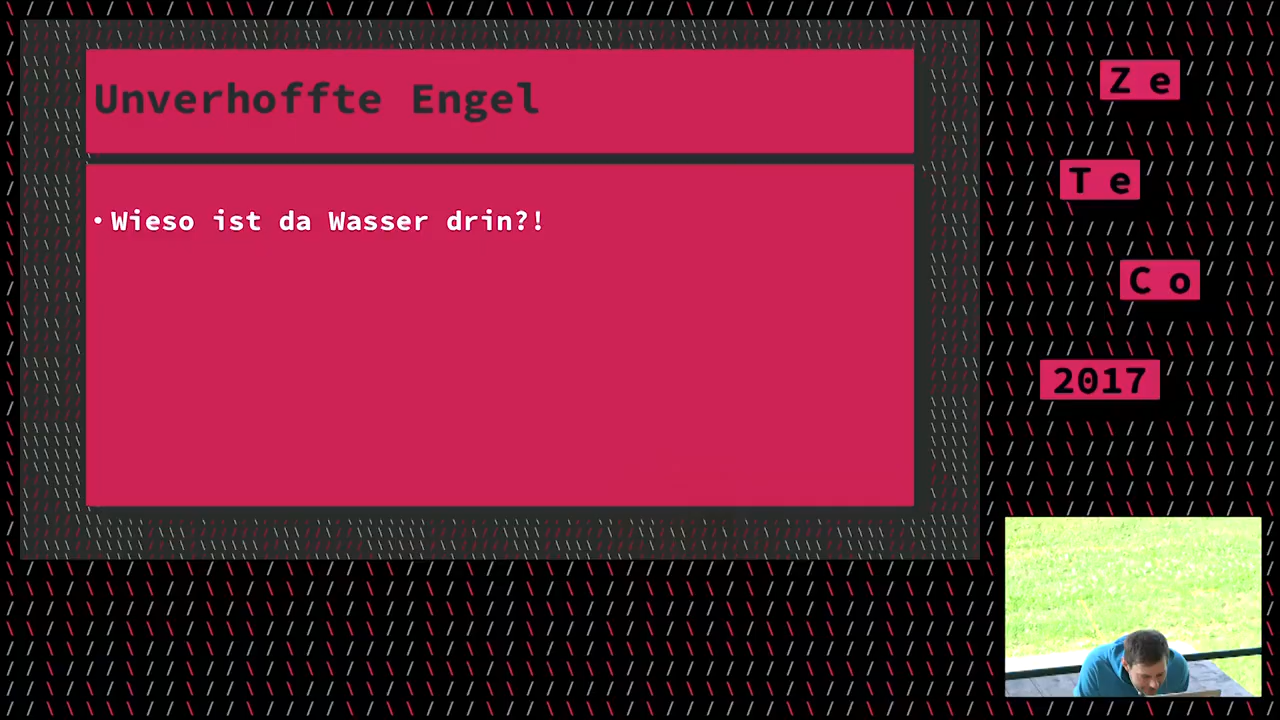 Unverhoffte Engel
• Wieso ist da Wasser drin?!
Ze
Te
Co
2017